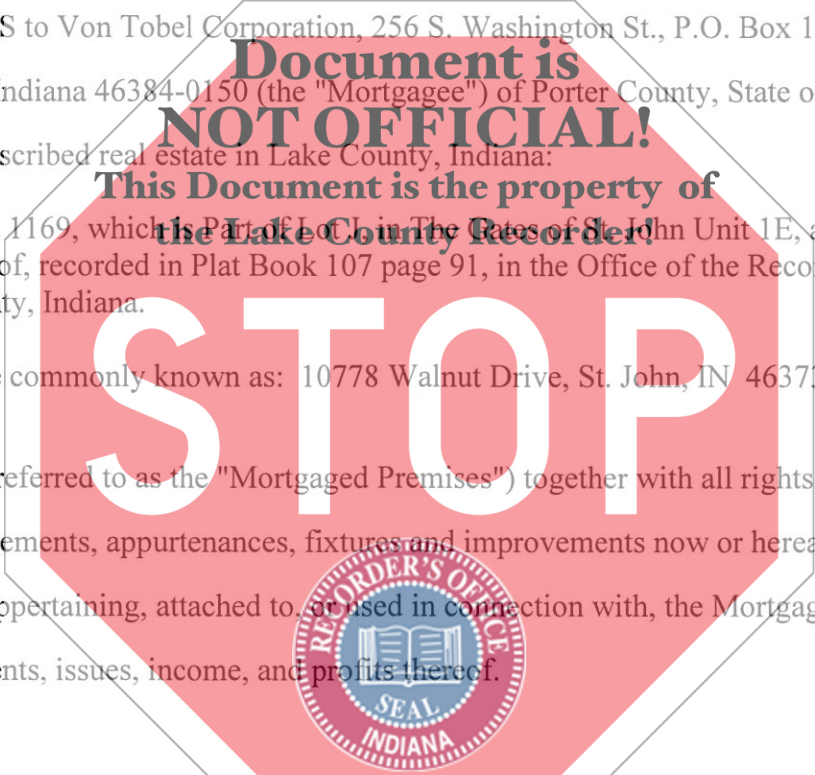 S to Von Tobel Corporation, 256 S. Washington St., P.O. Box 1
Document is
ndiana 46384-0150 (the "Mortgagee") of Porter County, State o
NOT OFFICIAL!
scribed real estate in Lake County, Indiana:
This Document is the property of
the Lake County Recorder!
1169, which is Part of Lot J, in The Gates of St. John Unit 1E, a
of, recorded in Plat Book 107 page 91, in the Office of the Reco
ty, Indiana.
STOP
commonly known as: 10778 Walnut Drive, St. John, IN 46373
eferred to as the "Mortgaged Premises") together with all rights
ements, appurtenances, fixtures and improvements now or herea
ppertaining, attached to, or used in connection with, the Mortgag
nts, issues, income, and profits thereof.
RECORDER'S OFFICE
SEAL
INDIANA